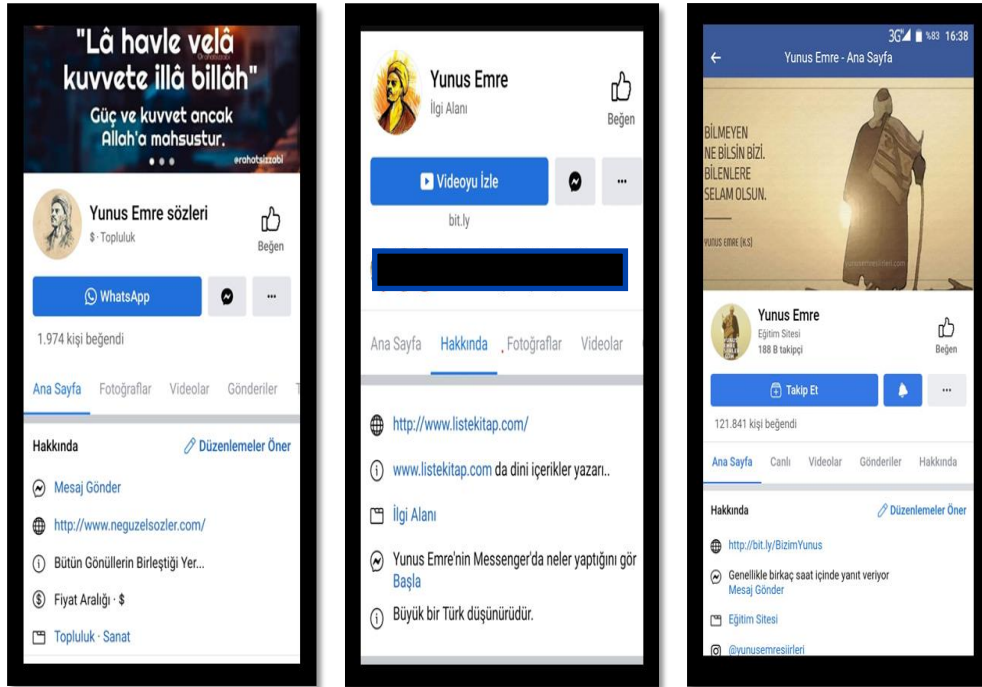 "Lâ havle velâ
kuvvete illâ billâh"
Güç ve kuvvet ancak
Allah'a mahsustur.
@rahatsizzabi
Yunus Emre sözleri
$ · Topluluk
Beğen
WhatsApp
1.974 kişi beğendi
Ana Sayfa Fotoğraflar Videolar Gönderiler
Hakkında Düzenlemeler Öner
Mesaj Gönder
http://www.neguzelsozler.com/
Bütün Gönüllerin Birleştiği Yer...
Fiyat Aralığı · $
Topluluk · Sanat
Yunus Emre
İlgi Alanı
Beğen
Videoyu İzle
bit.ly
Ana Sayfa Hakkında Fotoğraflar Videolar
http://www.listekitap.com/
www.listekitap.com da dini içerikler yazarı..
İlgi Alanı
Yunus Emre'nin Messenger'da neler yaptığını gör
Başla
Büyük bir Türk düşünürüdür.
3G %83 16:38
Yunus Emre - Ana Sayfa
BİLMEYEN
NE BİLSİN BİZİ.
BİLENLERE
SELAM OLSUN.
YUNUS EMRE (K.S)
Yunus Emre
Eğitim Sitesi
188 B takipçi
Beğen
Takip Et
121.841 kişi beğendi
Ana Sayfa Canlı Videolar Gönderiler Hakkında
Hakkında Düzenlemeler Öner
http://bit.ly/BizimYunus
Genellikle birkaç saat içinde yanıt veriyor
Mesaj Gönder
Eğitim Sitesi
@yunusemresiirleri